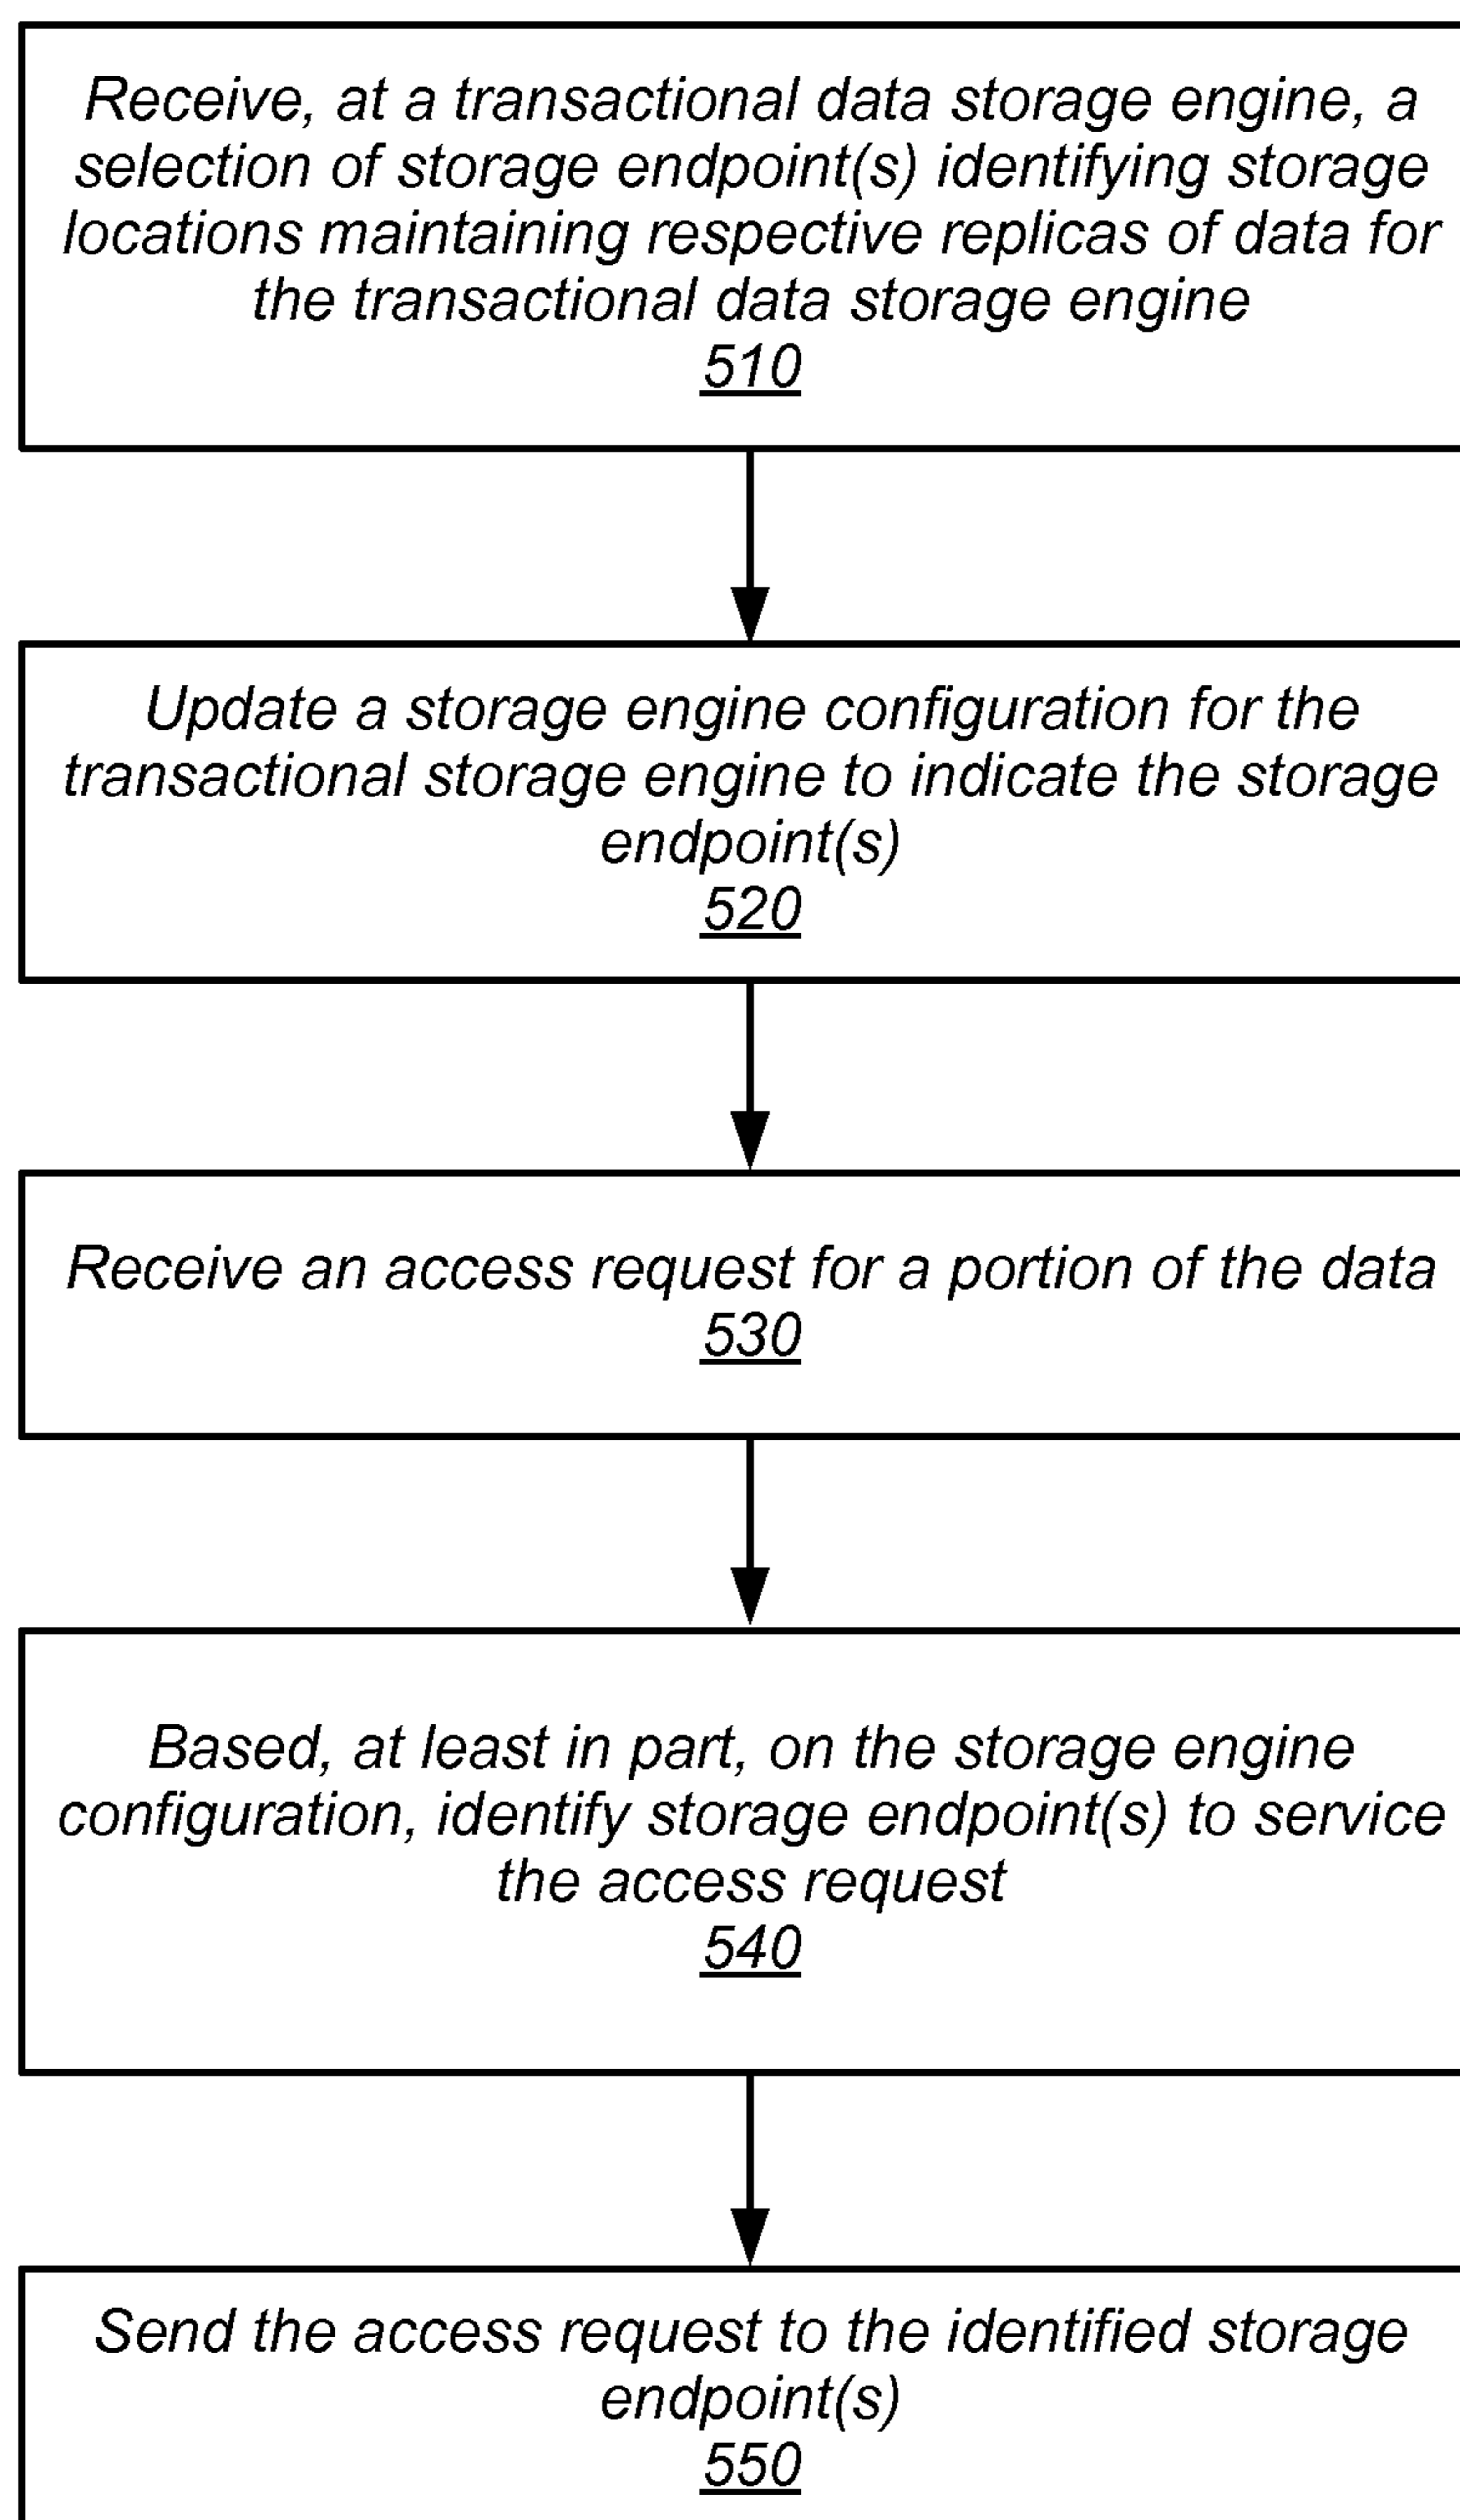 Receive, at a transactional data storage engine, a
selection of storage endpoint(s) identifying storage
locations maintaining respective replicas of data for
the transactional data storage engine
510
Update a storage engine configuration for the
transactional storage engine to indicate the storage
endpoint(s)
520
Receive an access request for a portion of the data
530
Based, at least in part, on the storage engine
configuration, identify storage endpoint(s) to service
the access request
540
Send the access request to the identified storage
endpoint(s)
550